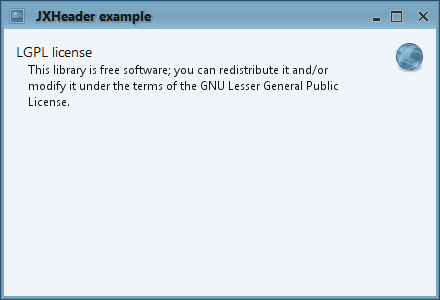 JXHeader example
LGPL license
This library is free software; you can redistribute it and/or
modify it under the terms of the GNU Lesser General Public
License.